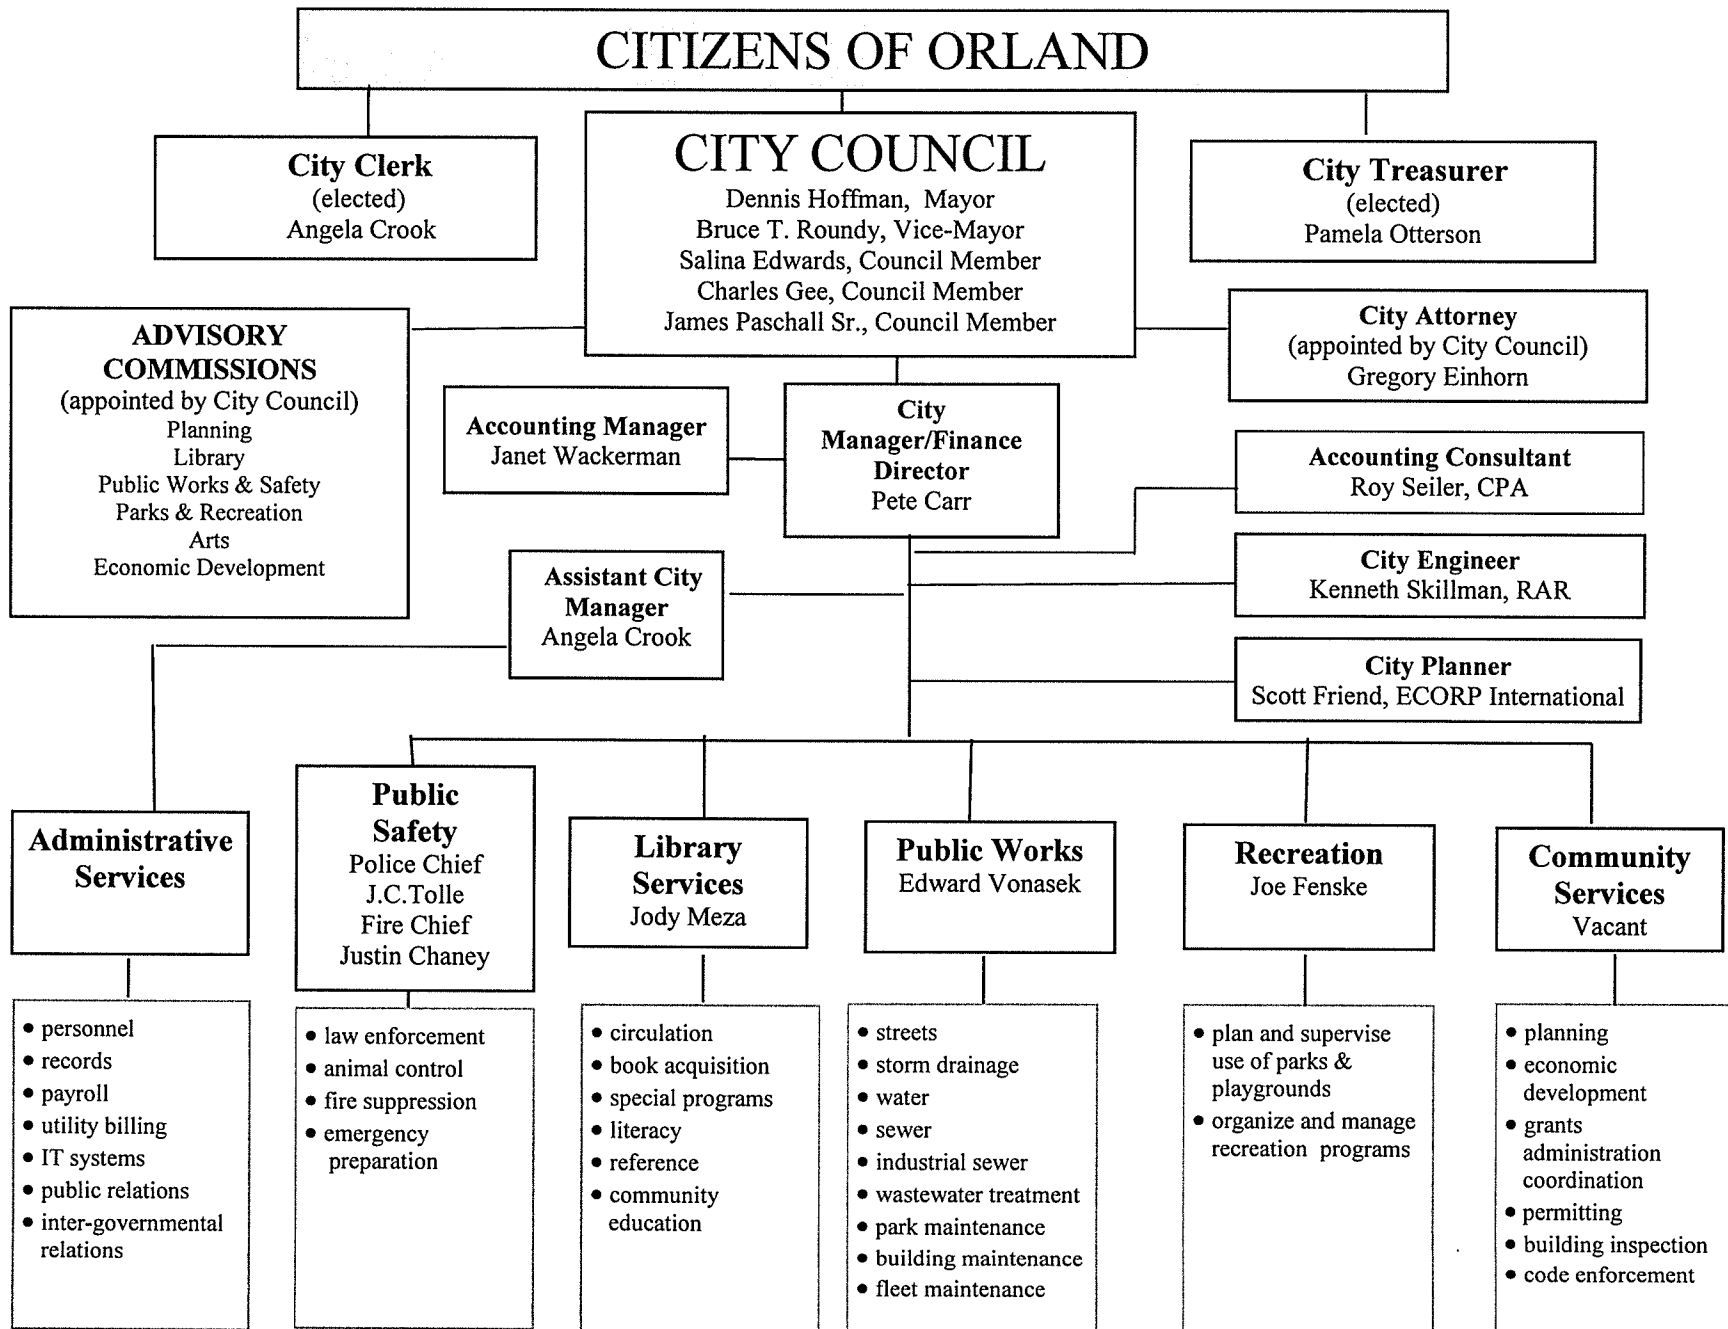 CITIZENS OF ORLAND
City Clerk
(elected)
Angela Crook
CITY COUNCIL
Dennis Hoffman, Mayor
Bruce T. Roundy, Vice-Mayor
Salina Edwards, Council Member
Charles Gee, Council Member
James Paschall Sr., Council Member
City Treasurer
(elected)
Pamela Otterson
ADVISORY
COMMISSIONS
(appointed by City Council)
Planning
Library
Public Works & Safety
Parks & Recreation
Arts
Economic Development
City Attorney
(appointed by City Council)
Gregory Einhorn
Accounting Manager
Janet Wackerman
City
Manager/Finance
Director
Pete Carr
Accounting Consultant
Roy Seiler, CPA
City Engineer
Kenneth Skillman, RAR
Assistant City
Manager
Angela Crook
City Planner
Scott Friend, ECORP International
Administrative
Services
Public
Safety
Police Chief
J.C.Tolle
Fire Chief
Justin Chaney
Library
Services
Jody Meza
Public Works
Edward Vonasek
Recreation
Joe Fenske
Community
Services
Vacant
• personnel
• records
• payroll
• utility billing
• IT systems
• public relations
• inter-governmental
relations
• law enforcement
• animal control
• fire suppression
• emergency
preparation
• circulation
• book acquisition
• special programs
• literacy
• reference
• community
education
• streets
• storm drainage
• water
• sewer
• industrial sewer
• wastewater treatment
• park maintenance
• building maintenance
• fleet maintenance
• plan and supervise
use of parks &
playgrounds
• organize and manage
recreation programs
• planning
• economic
development
• grants
administration
coordination
• permitting
• building inspection
• code enforcement